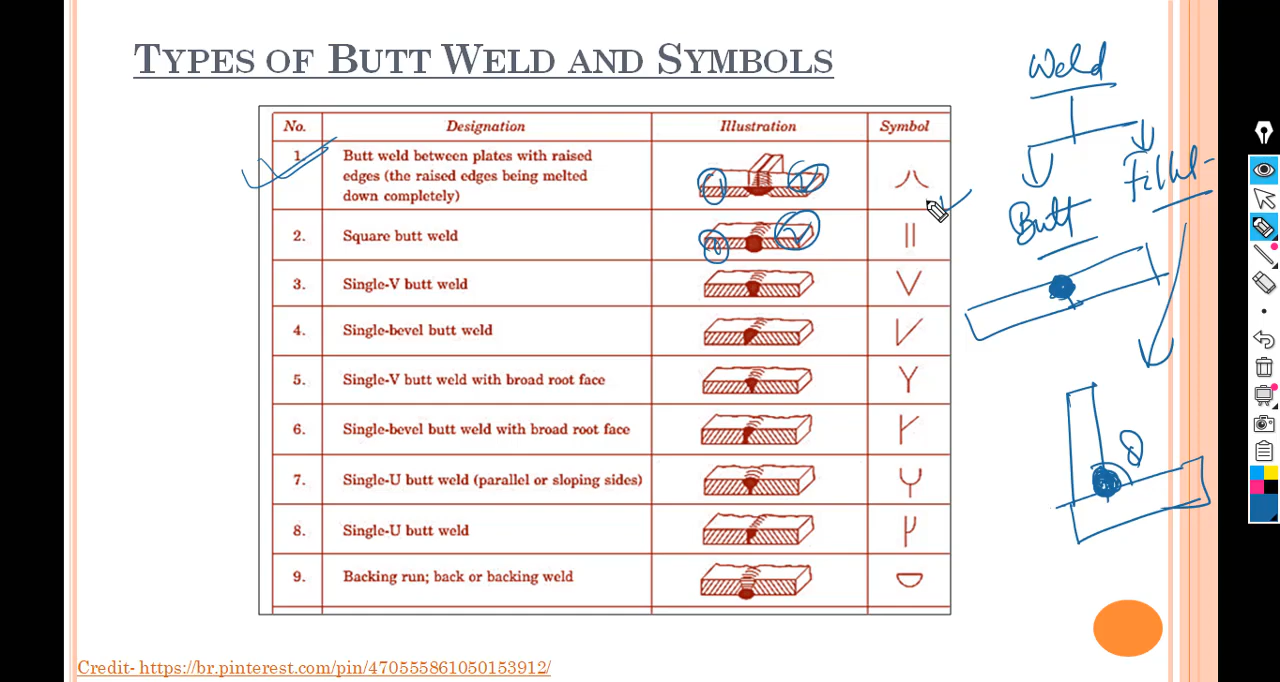 TYPES OF BUTT WELD AND SYMBOLS
No. Designation Illustration Symbol
1. Butt weld between plates with raised
edges (the raised edges being melted
down completely)
2. Square butt weld
3. Single-V butt weld
4. Single-bevel butt weld
5. Single-V butt weld with broad root face
6. Single-bevel butt weld with broad root face
7. Single-U butt weld (parallel or sloping sides)
8. Single-U butt weld
9. Backing run; back or backing weld
Weld
Butt
Fillet
Credit- https://br.pinterest.com/pin/470555861050153912/